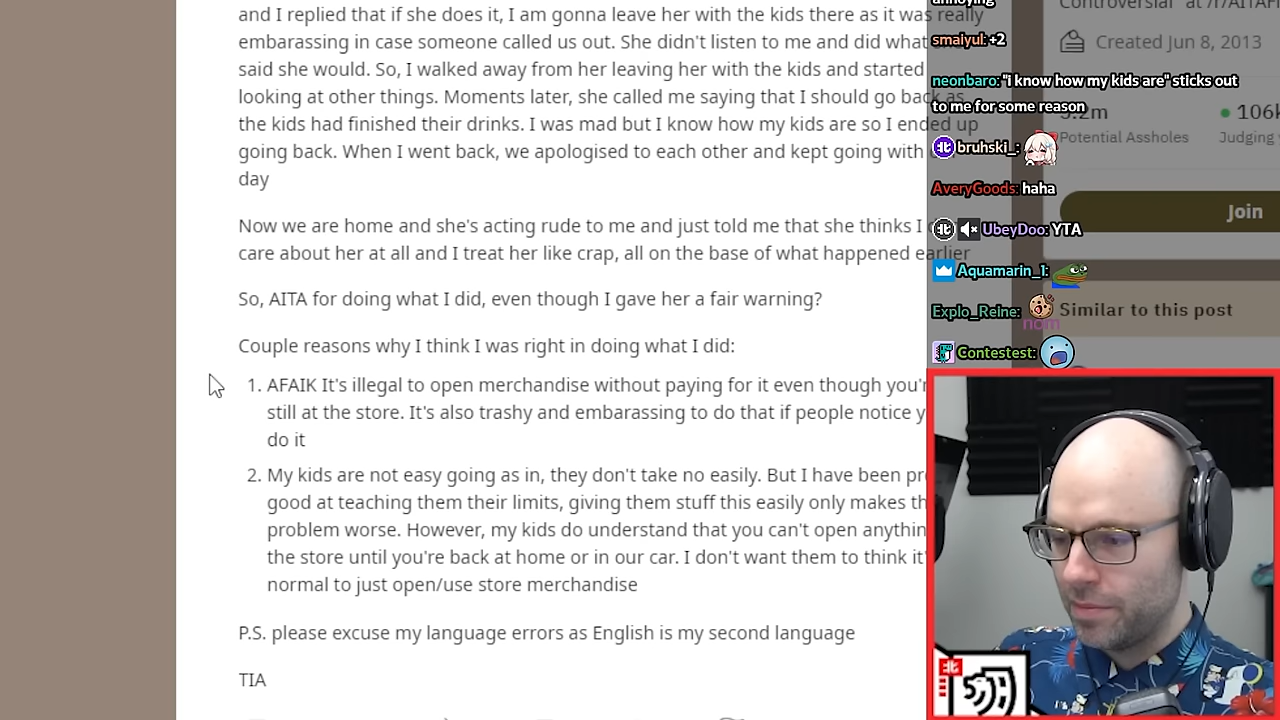 and I replied that if she does it, I am gonna leave her with the kids there as it was really
embarassing in case someone called us out. She didn't listen to me and did what
said she would. So, I walked away from her leaving her with the kids and started
looking at other things. Moments later, she called me saying that I should go back as
the kids had finished their drinks. I was mad but I know how my kids are so I ended up
going back. When I went back, we apologised to each other and kept going with
day
Now we are home and she's acting rude to me and just told me that she thinks I
care about her at all and I treat her like crap, all on the base of what happened earlier
So, AITA for doing what I did, even though I gave her a fair warning?
Couple reasons why I think I was right in doing what I did:
1. AFAIK It's illegal to open merchandise without paying for it even though you'r
still at the store. It's also trashy and embarassing to do that if people notice y
do it
2. My kids are not easy going as in, they don't take no easily. But I have been pr
good at teaching them their limits, giving them stuff this easily only makes th
problem worse. However, my kids do understand that you can't open anythin
the store until you're back at home or in our car. I don't want them to think it'
normal to just open/use store merchandise
P.S. please excuse my language errors as English is my second language
TIA
annoying
smaiyul: +2
neonbaro: "i know how my kids are" sticks out
to me for some reason
bruhski_:
AveryGoods: haha
UbeyDoo: YTA
Aquamarin_1:
Explo_Reine:
nom
Contestest:
Controversial" at /r/AITAF
Created Jun 8, 2013
106k
Potential Assholes
Judging
Join
Similar to this post